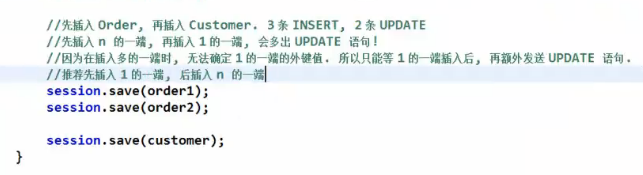 //先插入 Order, 再插入 Customer. 3 条 INSERT, 2 条 UPDATE
//先插入 n 的一端, 再插入 1 的一端, 会多出 UPDATE 语句!
//因为在插入多的一端时, 无法确定 1 的一端的外键值. 所以只能等 1 的一端插入后, 再额外发送 UPDATE 语句.
//推荐先插入 1 的一端, 后插入 n 的一端
session.save(order1);
session.save(order2);
session.save(customer);
}